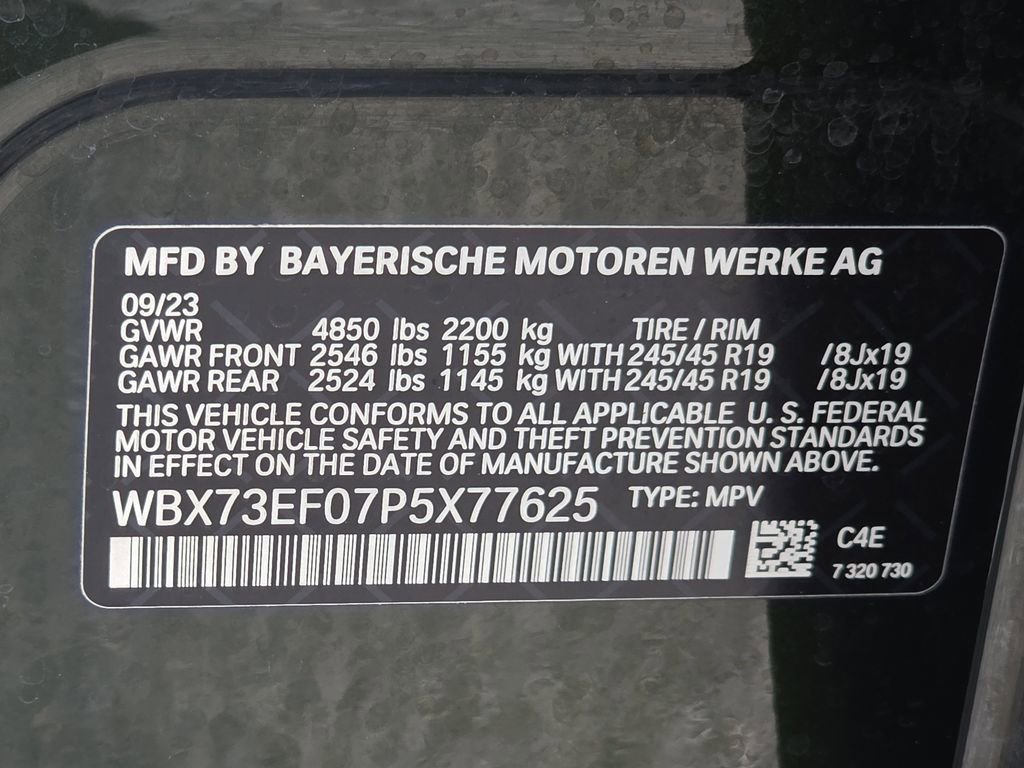 MFD BY BAYERISCHE MOTOREN WERKE AG
09/23
GVWR 4850 lbs 2200 kg TIRE / RIM
GAWR FRONT 2546 lbs 1155 kg WITH 245/45 R19 /8Jx19
GAWR REAR 2524 lbs 1145 kg WITH 245/45 R19 /8Jx19
THIS VEHICLE CONFORMS TO ALL APPLICABLE U. S. FEDERAL
MOTOR VEHICLE SAFETY AND THEFT PREVENTION STANDARDS
IN EFFECT ON THE DATE OF MANUFACTURE SHOWN ABOVE.
WBX73EF07P5X77625 TYPE: MPV
C4E
7 320 730